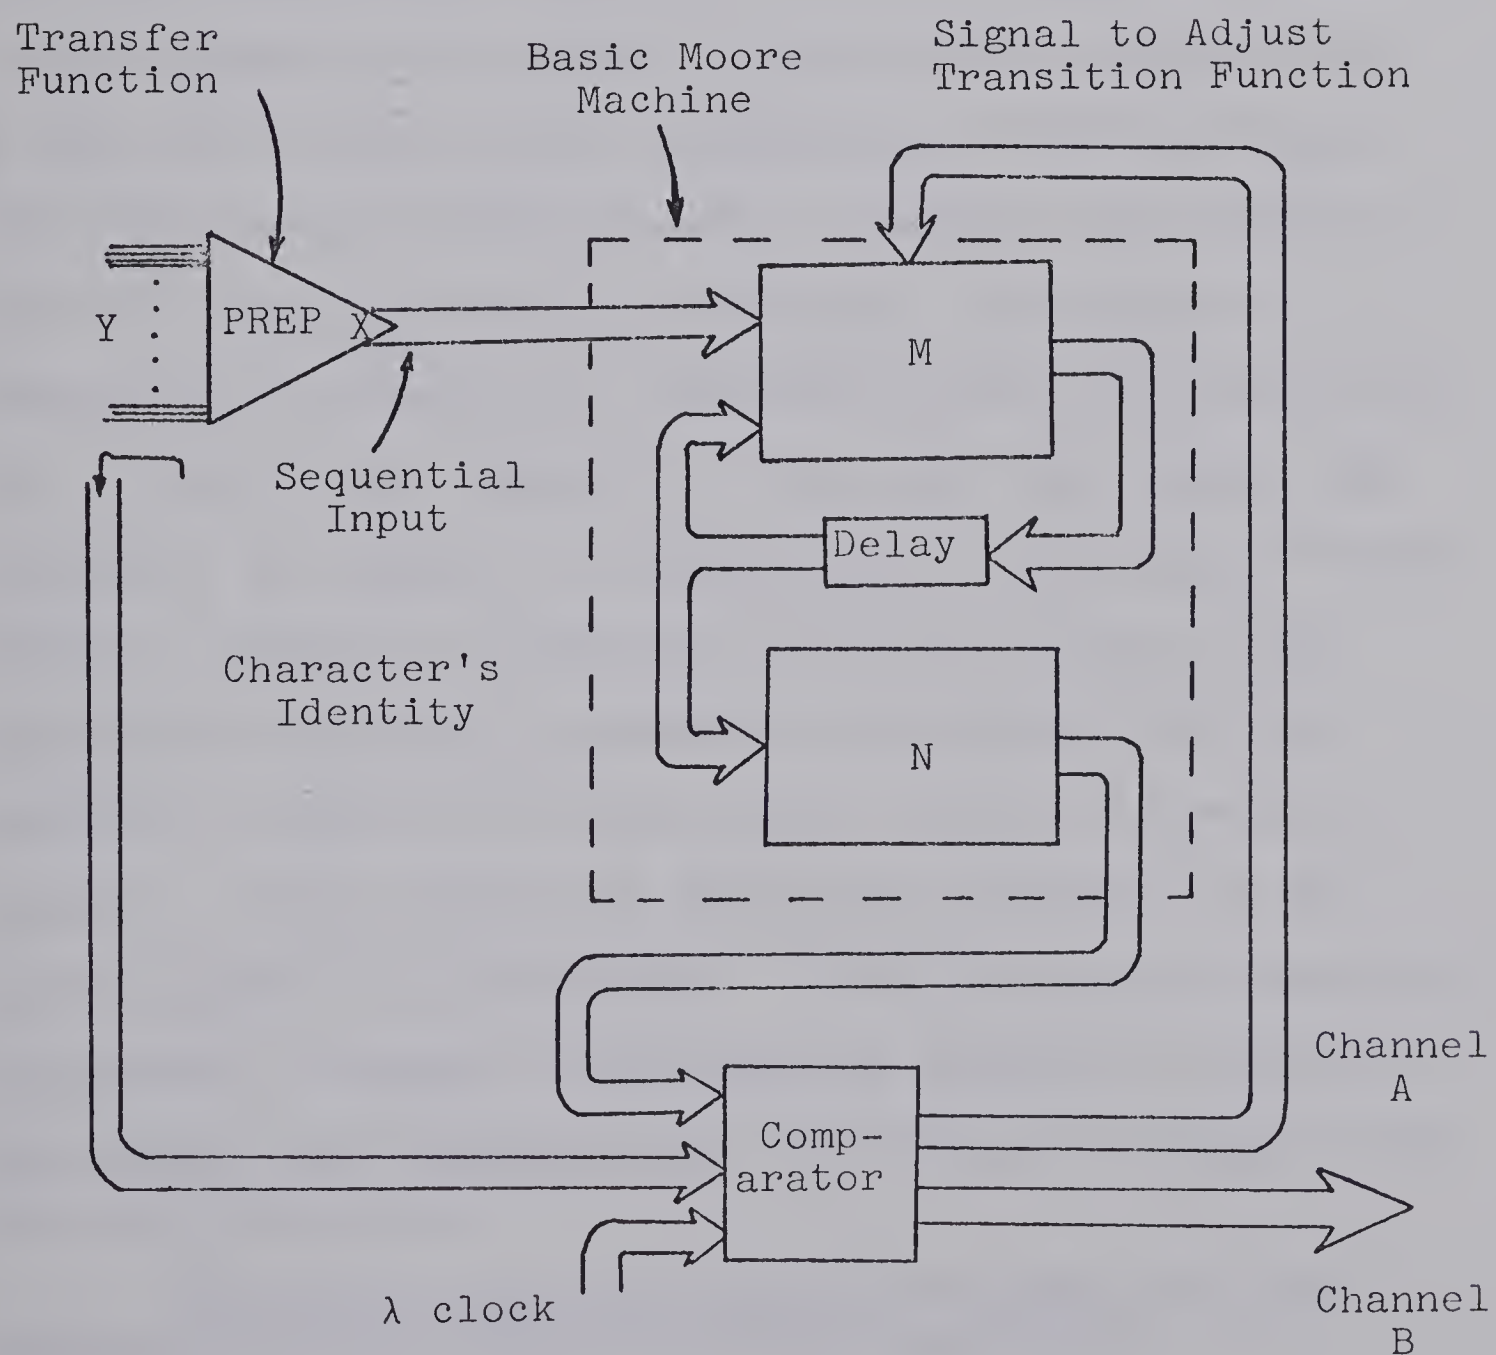 Transfer
Function
Basic Moore
Machine
Signal to Adjust
Transition Function
Y
PREP
X
M
Sequential
Input
Delay
Character's
Identity
N
Channel
A
Comp-
arator
λ clock
Channel
B